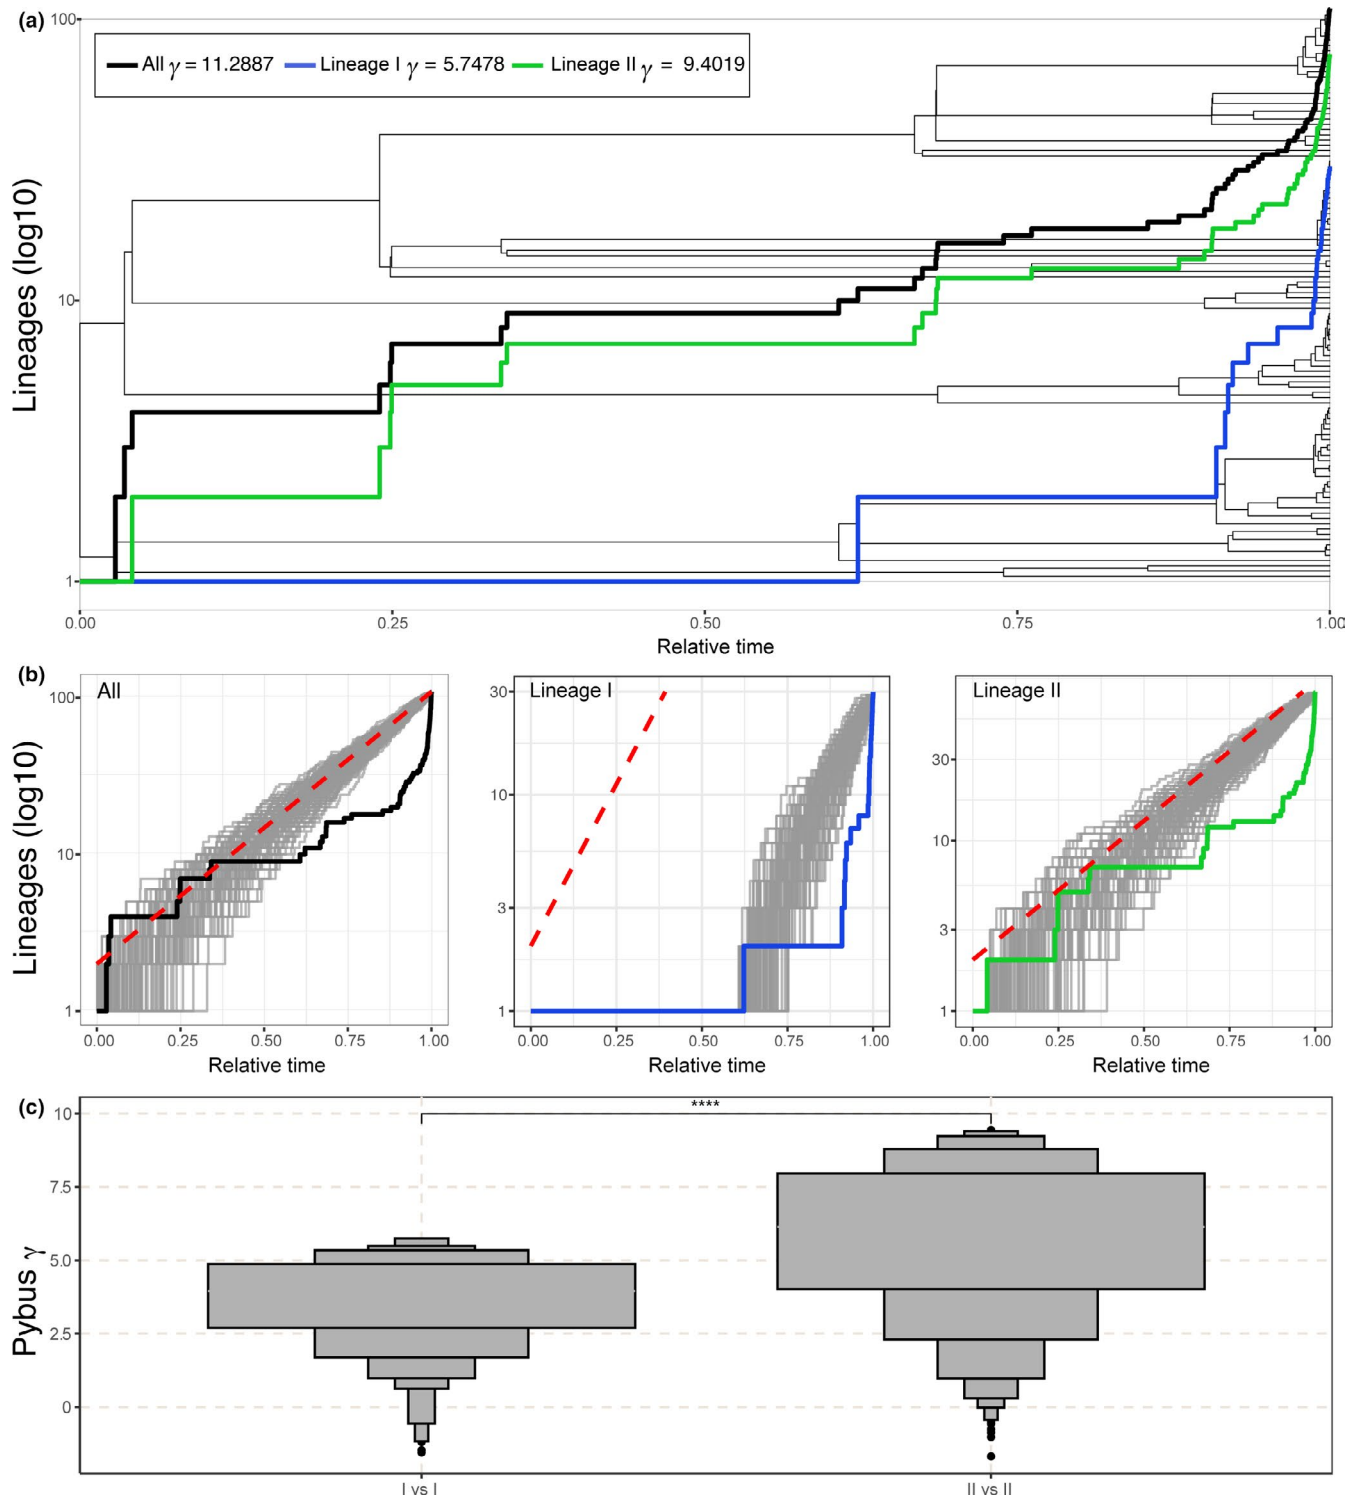 (a)
100
All γ = 11.2887 Lineage I γ = 5.7478 Lineage II γ = 9.4019
Lineages (log10)
10
1
0.00 0.25 0.50 0.75 1.00
Relative time
(b)
All Lineage I Lineage II
Lineages (log10)
100
10
1
30
10
3
1
30
10
3
1
0.00 0.25 0.50 0.75 1.00 0.00 0.25 0.50 0.75 1.00 0.00 0.25 0.50 0.75 1.00
Relative time Relative time Relative time
(c)
****
Pybus γ
10
7.5
5.0
2.5
0
I vs I II vs II